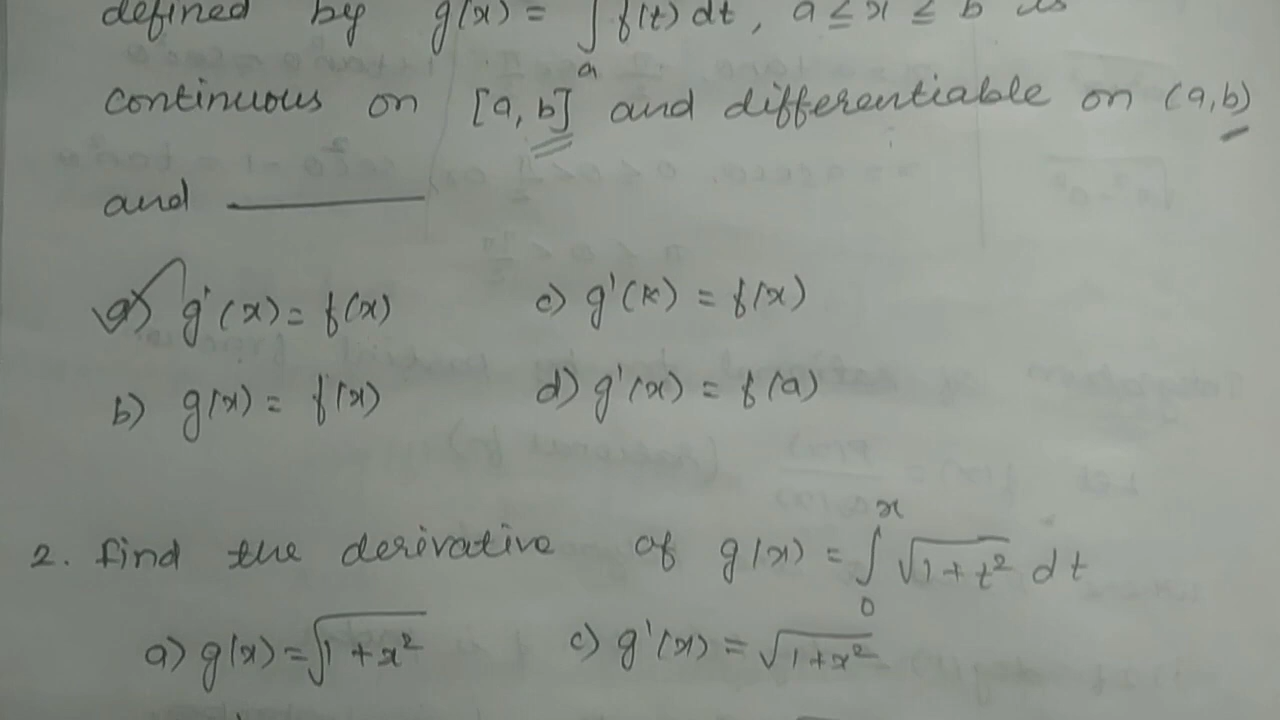 defined by g(x) = ∫ₐ f(t) dt, a ≤ x ≤ b is
continuous on [a, b] and differentiable on (a,b)
and ________
a) g'(x) = f(x) c) g'(k) = f(x)
b) g(x) = f'(x) d) g'(x) = f(a)
2. find the derivative of g(x) = ∫₀ˣ √(1+t²) dt
a) g(x) = √(1+x²) c) g'(x) = √(1+x²)